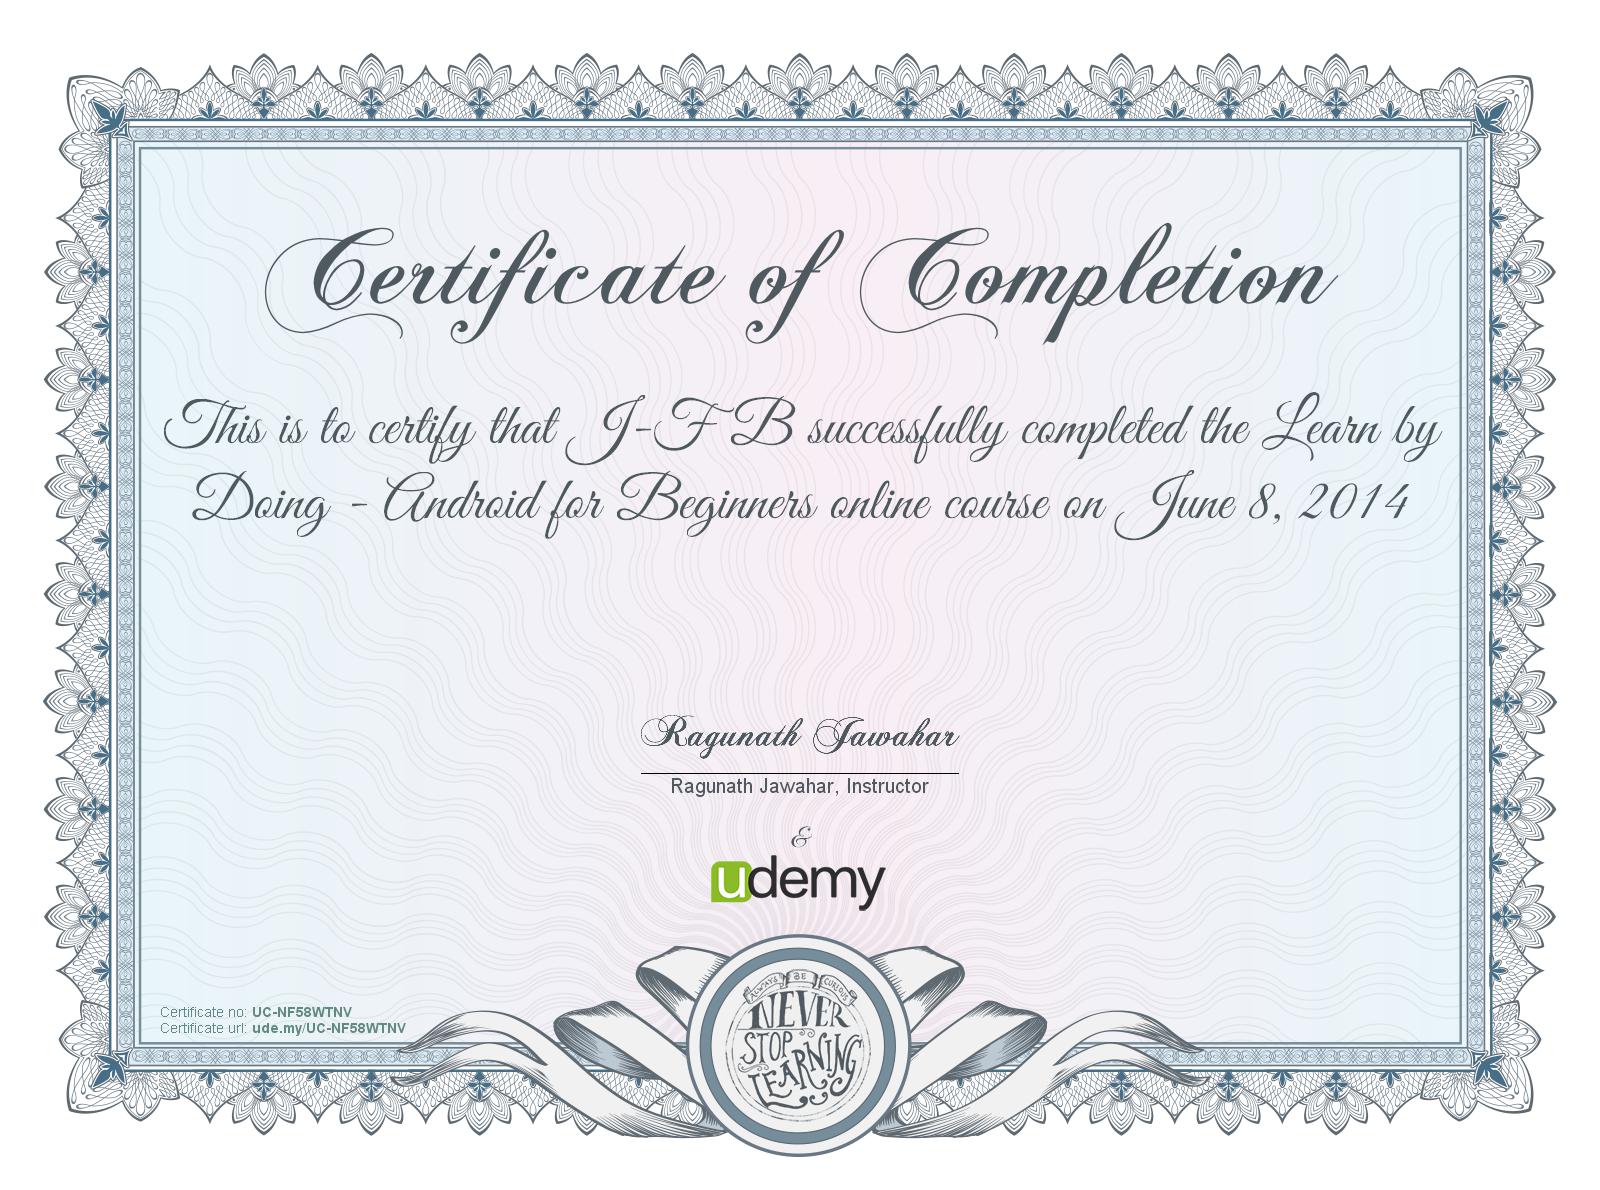 Certificate of Completion
This is to certify that J-F B successfully completed the Learn by
Doing - Android for Beginners online course on June 8, 2014
Ragunath Jawahar
Ragunath Jawahar, Instructor
&
udemy
ALWAYS BE CURIOUS
NEVER
STOP
LEARNING
Certificate no: UC-NF58WTNV
Certificate url: ude.my/UC-NF58WTNV